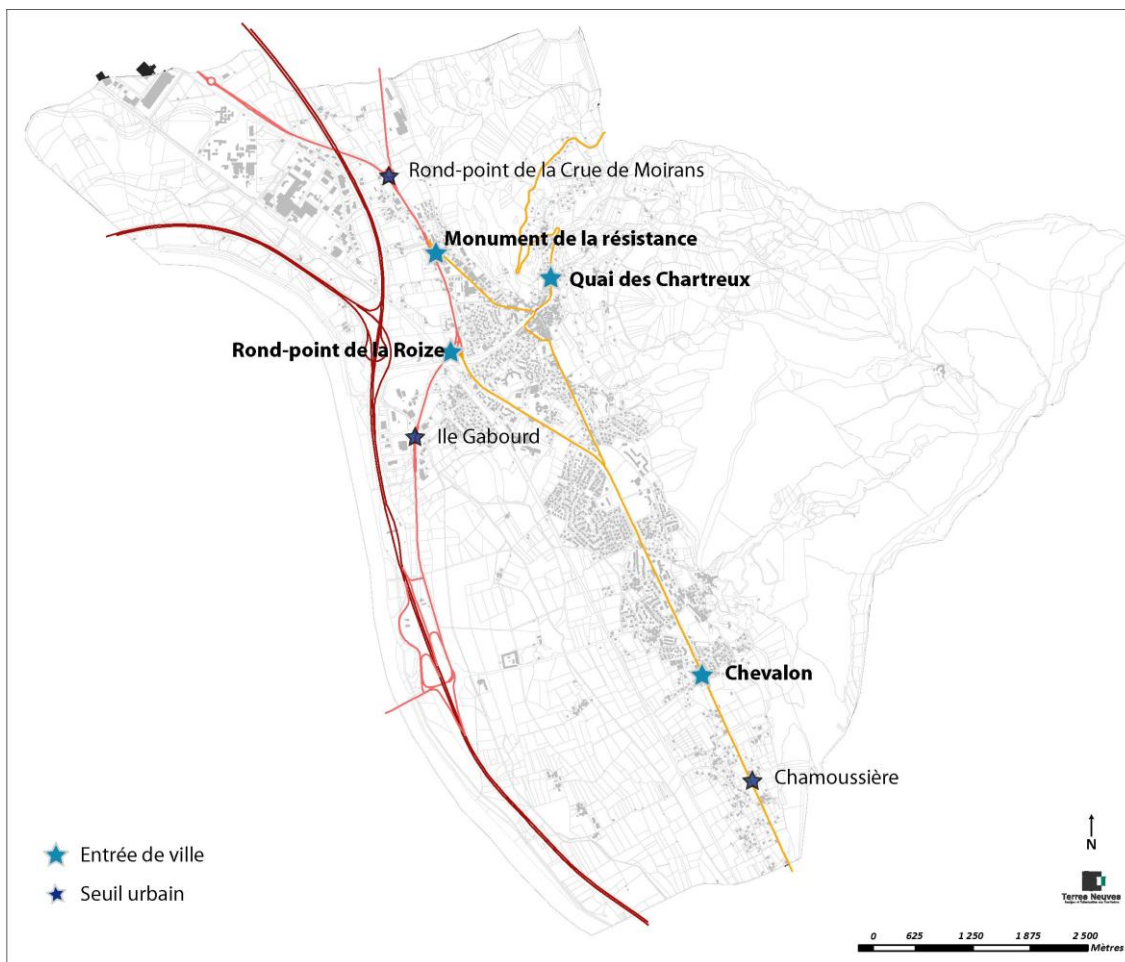 Rond-point de la Crue de Moirans
Monument de la résistance
Quai des Chartreux
Rond-point de la Roize
Ile Gabourd
Chevalon
Chamoussière
Entrée de ville
Seuil urbain
N
Terres Neuves
0 625 1 250 1 875 2 500
Mètres